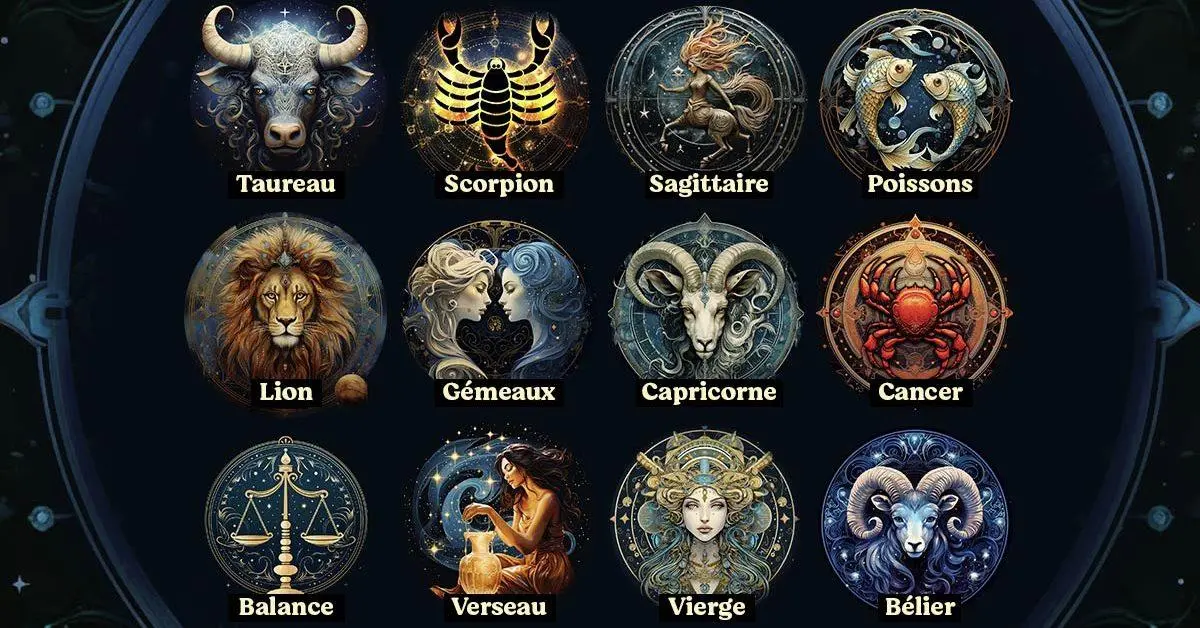 Taureau
Scorpion
Sagittaire
Poissons
Lion
Gémeaux
Capricorne
Cancer
Balance
Verseau
Vierge
Bélier